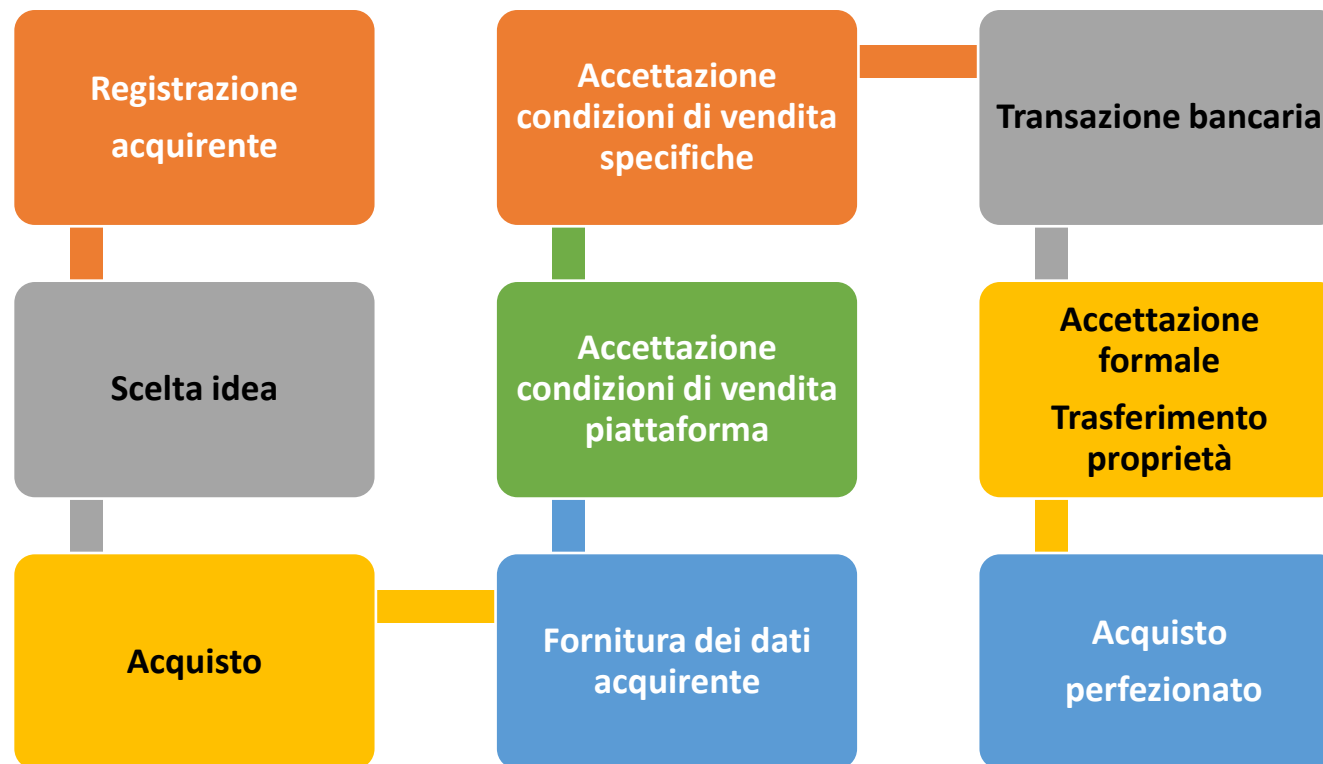 Registrazione
acquirente
Scelta idea
Acquisto
Fornitura dei dati
acquirente
Accettazione
condizioni di vendita
piattaforma
Accettazione
condizioni di vendita
specifiche
Transazione bancaria
Accettazione
formale
Trasferimento
proprietà
Acquisto
perfezionato